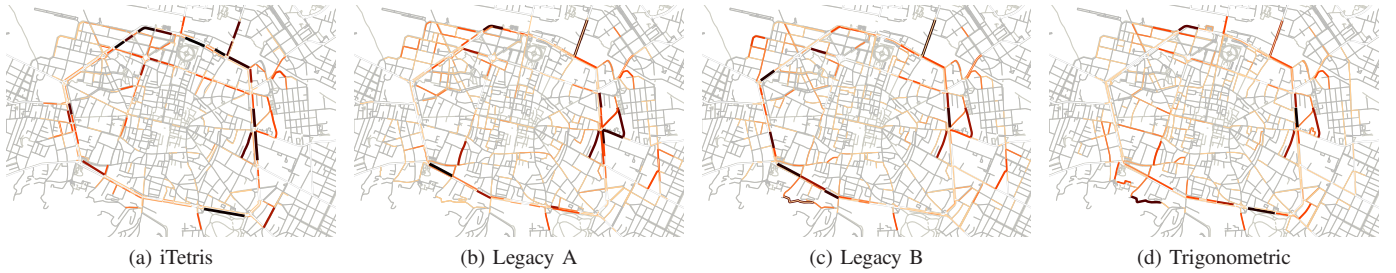 (a) iTetris
(b) Legacy A
(c) Legacy B
(d) Trigonometric